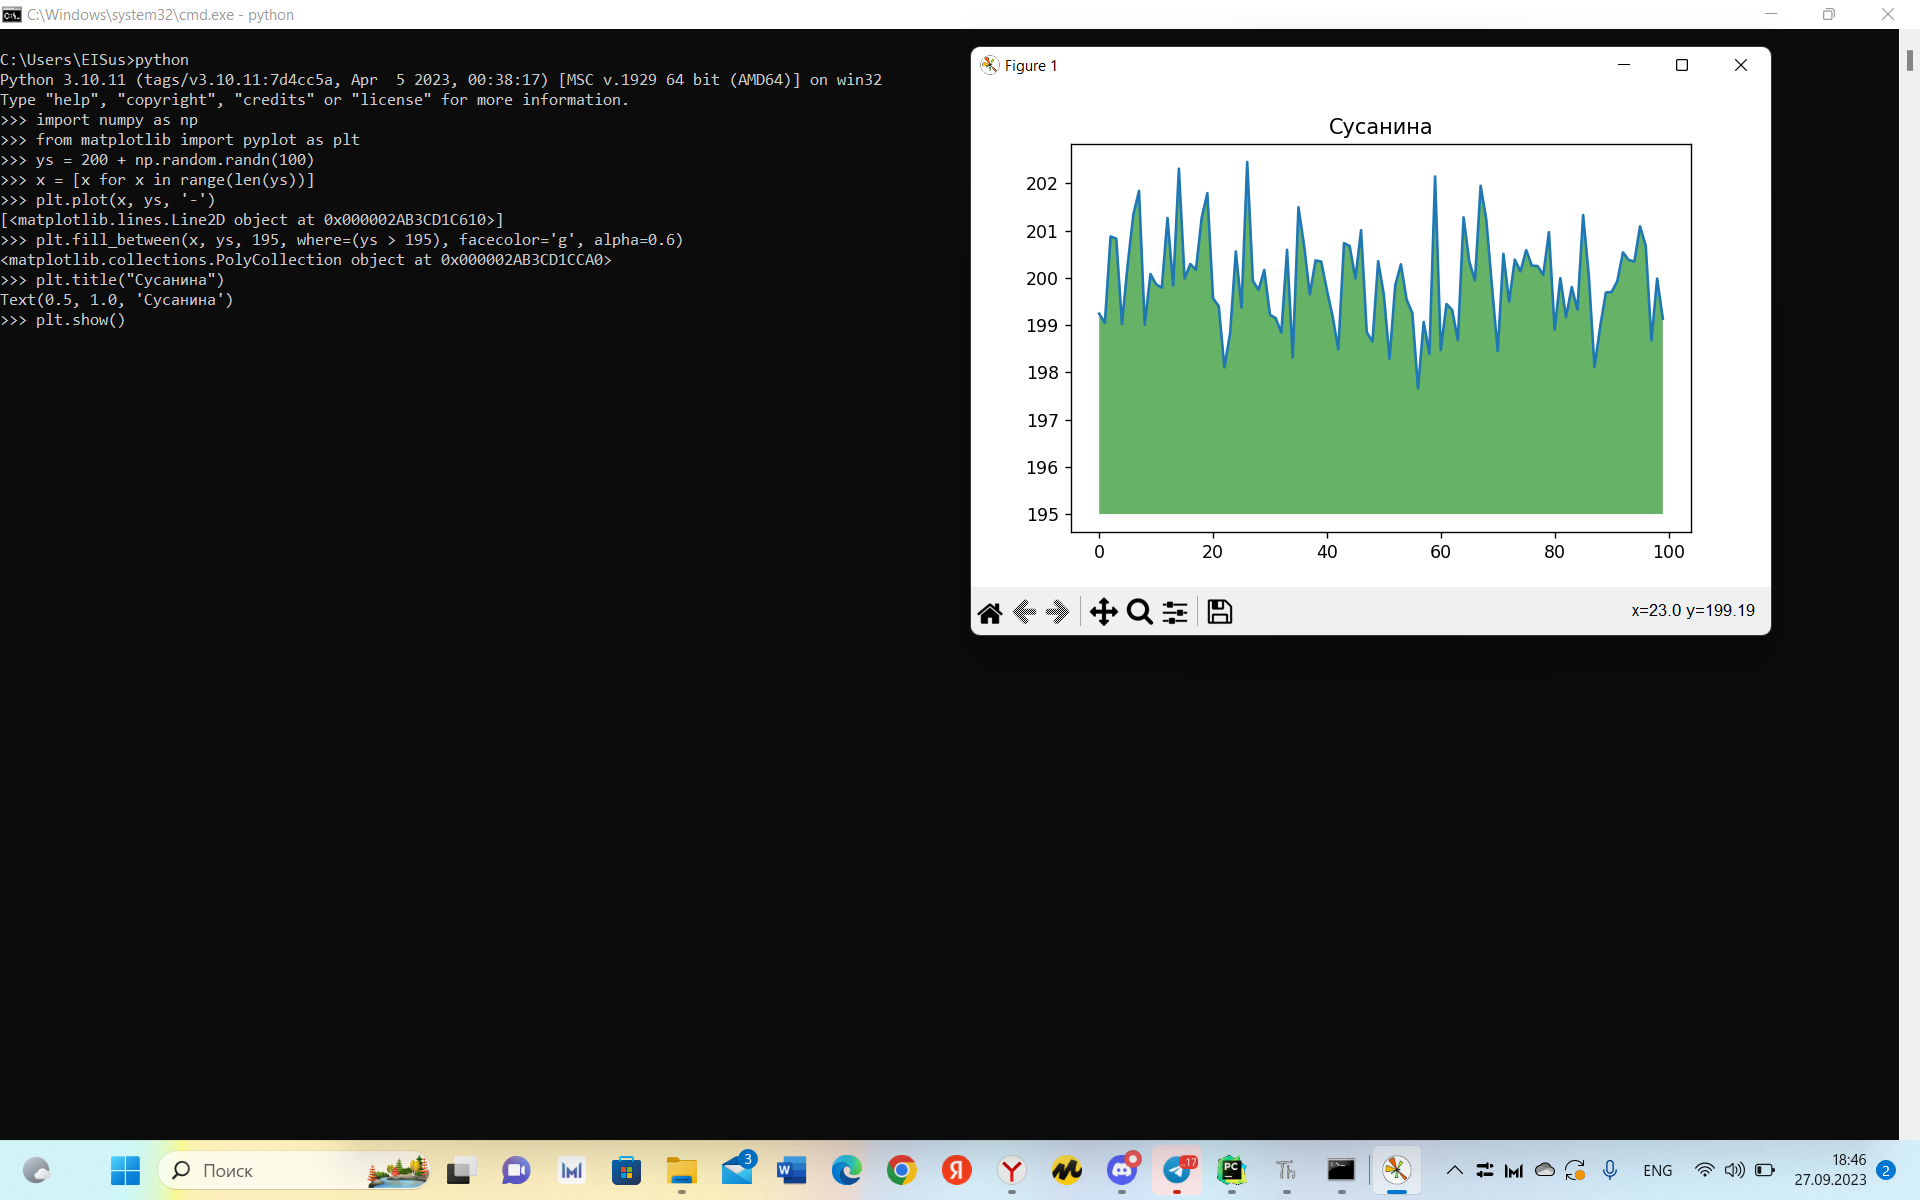 C:\Windows\system32\cmd.exe - python
C:\Users\EISus>python
Python 3.10.11 (tags/v3.10.11:7d4cc5a, Apr  5 2023, 00:38:17) [MSC v.1929 64 bit (AMD64)] on win32
Type "help", "copyright", "credits" or "license" for more information.
>>> import numpy as np
>>> from matplotlib import pyplot as plt
>>> ys = 200 + np.random.randn(100)
>>> x = [x for x in range(len(ys))]
>>> plt.plot(x, ys, '-')
[<matplotlib.lines.Line2D object at 0x000002AB3CD1C610>]
>>> plt.fill_between(x, ys, 195, where=(ys > 195), facecolor='g', alpha=0.6)
<matplotlib.collections.PolyCollection object at 0x000002AB3CD1CCA0>
>>> plt.title("Сусанина")
Text(0.5, 1.0, 'Сусанина')
>>> plt.show()
Figure 1
Сусанина
202
201
200
199
198
197
196
195
0 20 40 60 80 100
x=23.0 y=199.19
Поиск
3
W
Я
Y
..17
PC
Th
ENG
18:46
27.09.2023
2